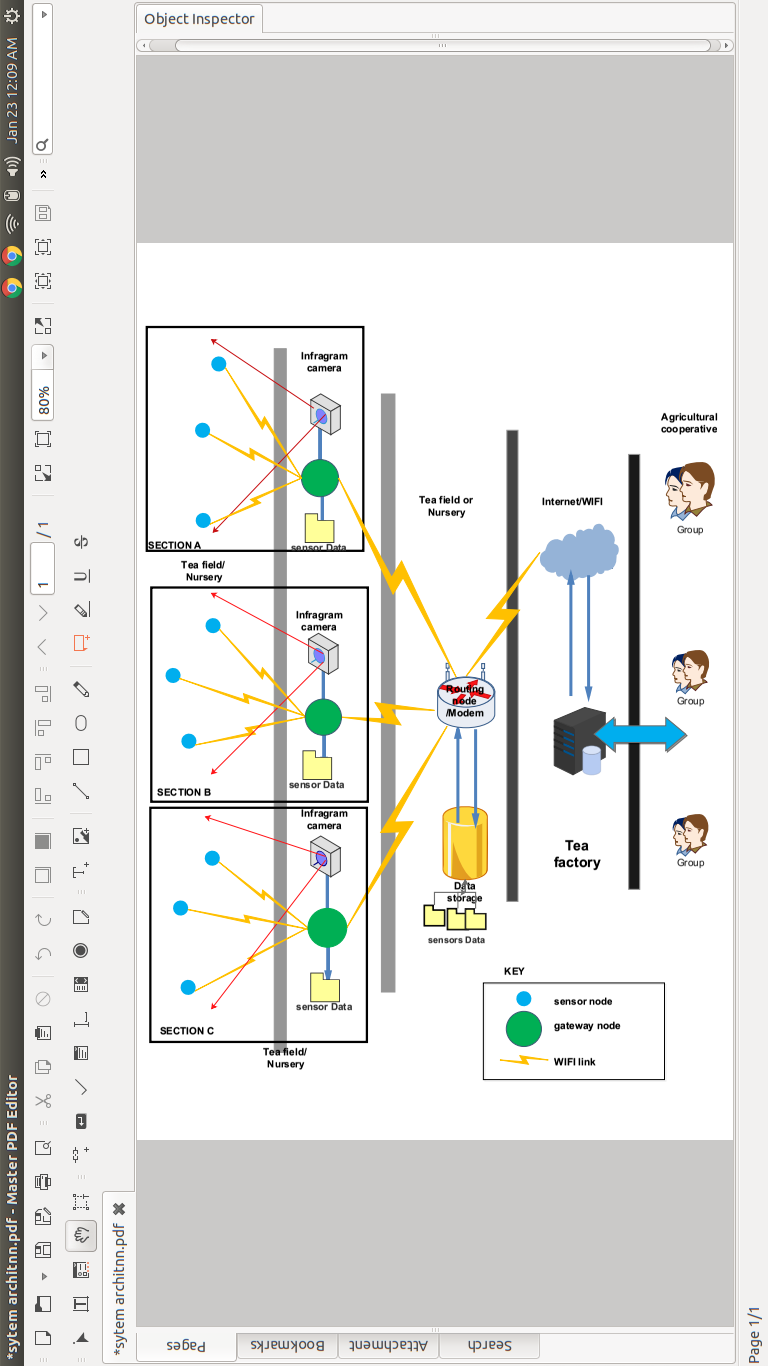 *sytem architnn.pdf - Master PDF Editor
Jan 23 12:09 AM
80%
1
/ 1
*sytem architnn.pdf
Object Inspector
Infragram
camera
SECTION A
sensor Data
Tea field/
Nursery
Infragram
camera
SECTION B
sensor Data
Infragram
camera
SECTION C
sensor Data
Tea field/
Nursery
Tea field or
Nursery
Routing
node
/Modem
Data
storage
sensors Data
Internet/WIFI
Tea
factory
Agricultural
cooperative
Group
Group
Group
KEY
sensor node
gateway node
WIFI link
Pages
Bookmarks
Attachment
Search
Page 1/1